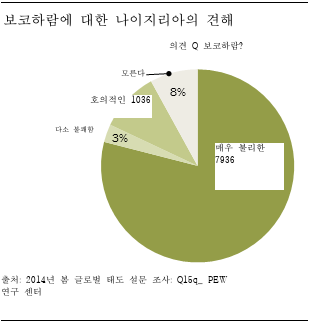 보코하람에 대한 나이지리아의 견해
의견 Q 보코하람?
모른다
8%
호의적인 1036
다소 불쾌함
3%
매우 불리한
7936
출처: 2014년 봄 글로벌 태도 설문 조사: Q15q_ PEW
연구 센터